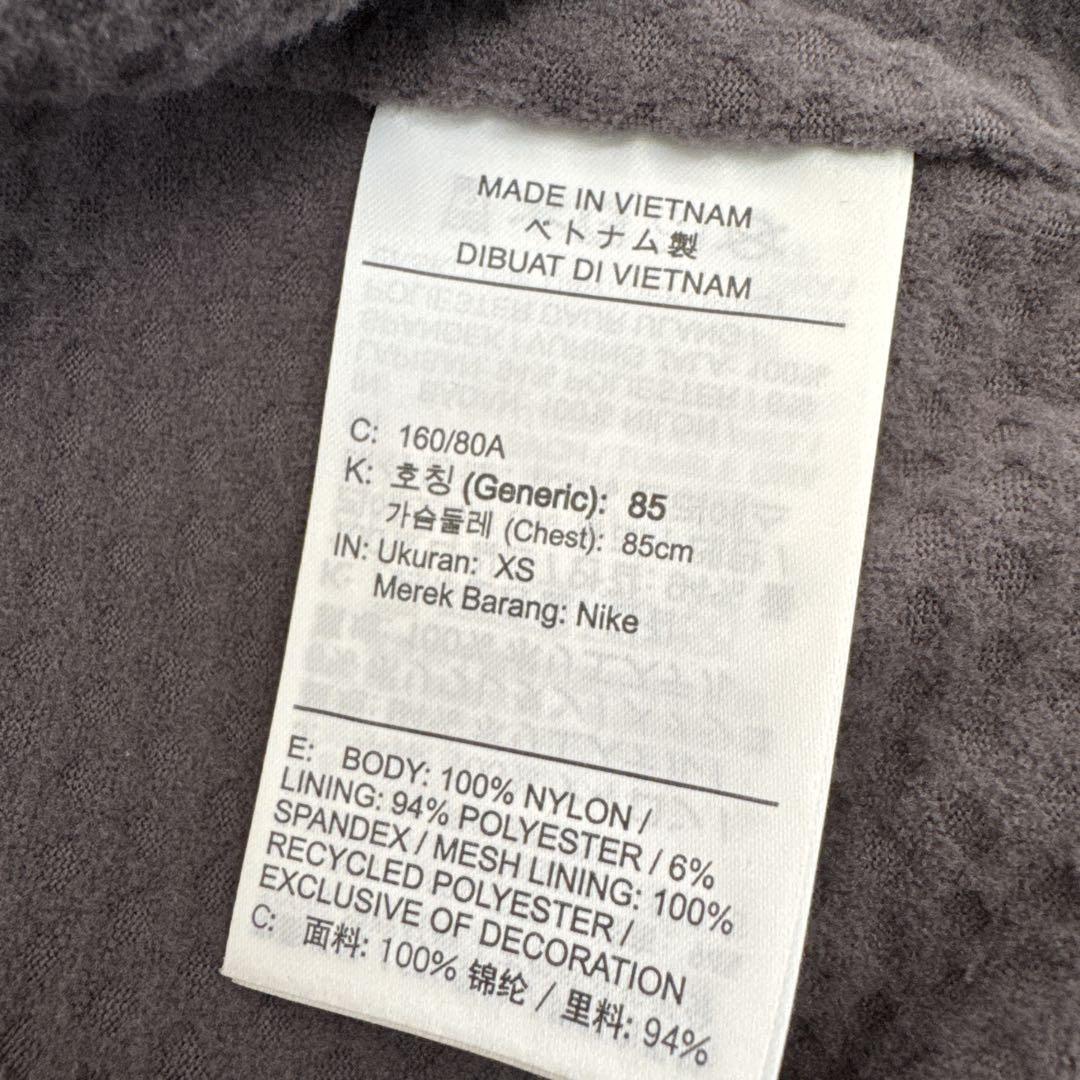 MADE IN VIETNAM
ベトナム製
DIBUAT DI VIETNAM
C: 160/80A
K: 호칭 (Generic): 85
가슴둘레 (Chest): 85cm
IN: Ukuran: XS
Merek Barang: Nike
E: BODY: 100% NYLON /
LINING: 94% POLYESTER / 6%
SPANDEX / MESH LINING: 100%
RECYCLED POLYESTER /
EXCLUSIVE OF DECORATION
C: 面料: 100% 锦纶 / 里料: 94%